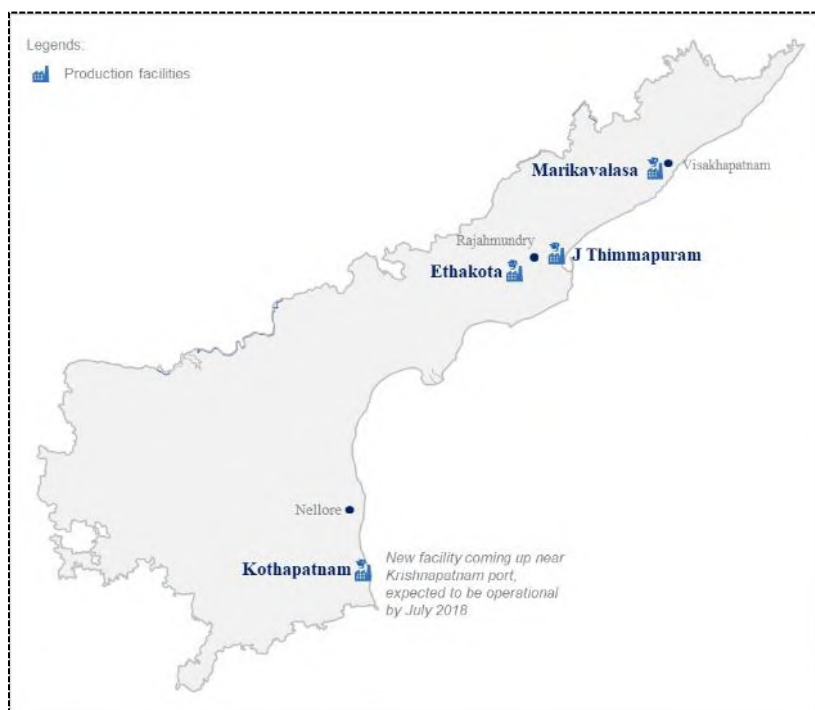 Legends:
Production facilities
Marikavalasa
Visakhapatnam
Rajahmundry
J Thimmapuram
Ethakota
Nellore
Kothapatnam
New facility coming up near
Krishnapatnam port,
expected to be operational
by July 2018